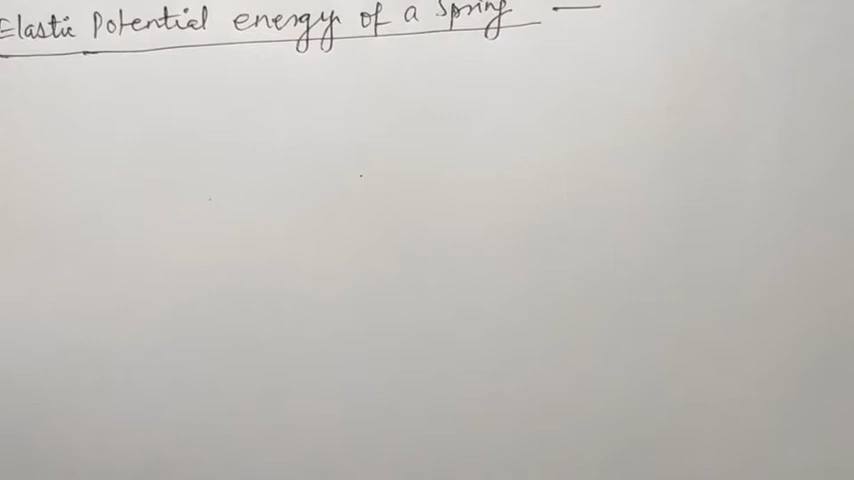 Elastic Potential energy of a Spring —